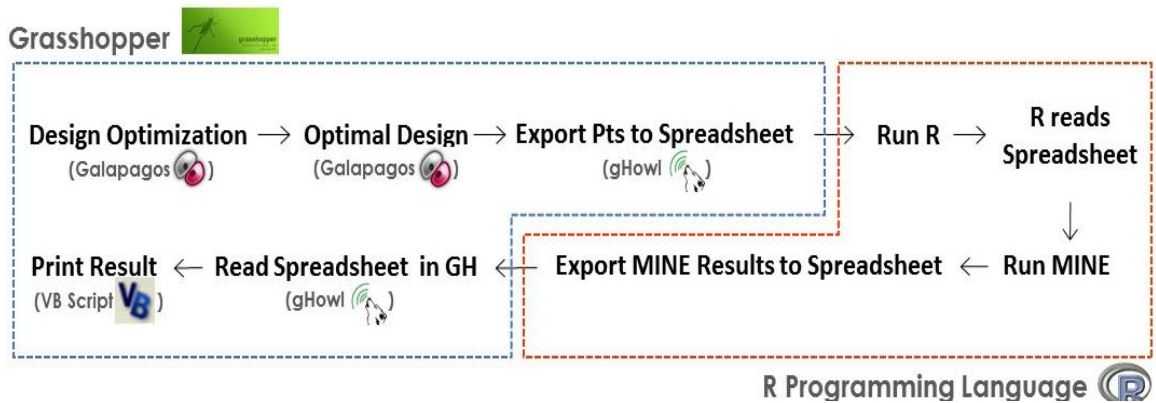 Grasshopper
grasshopper
Design Optimization → Optimal Design → Export Pts to Spreadsheet → Run R → R reads Spreadsheet
(Galapagos) (Galapagos) (gHowl)
Print Result ← Read Spreadsheet in GH ← Export MINE Results to Spreadsheet ← Run MINE
(VB Script VB) (gHowl)
R Programming Language R